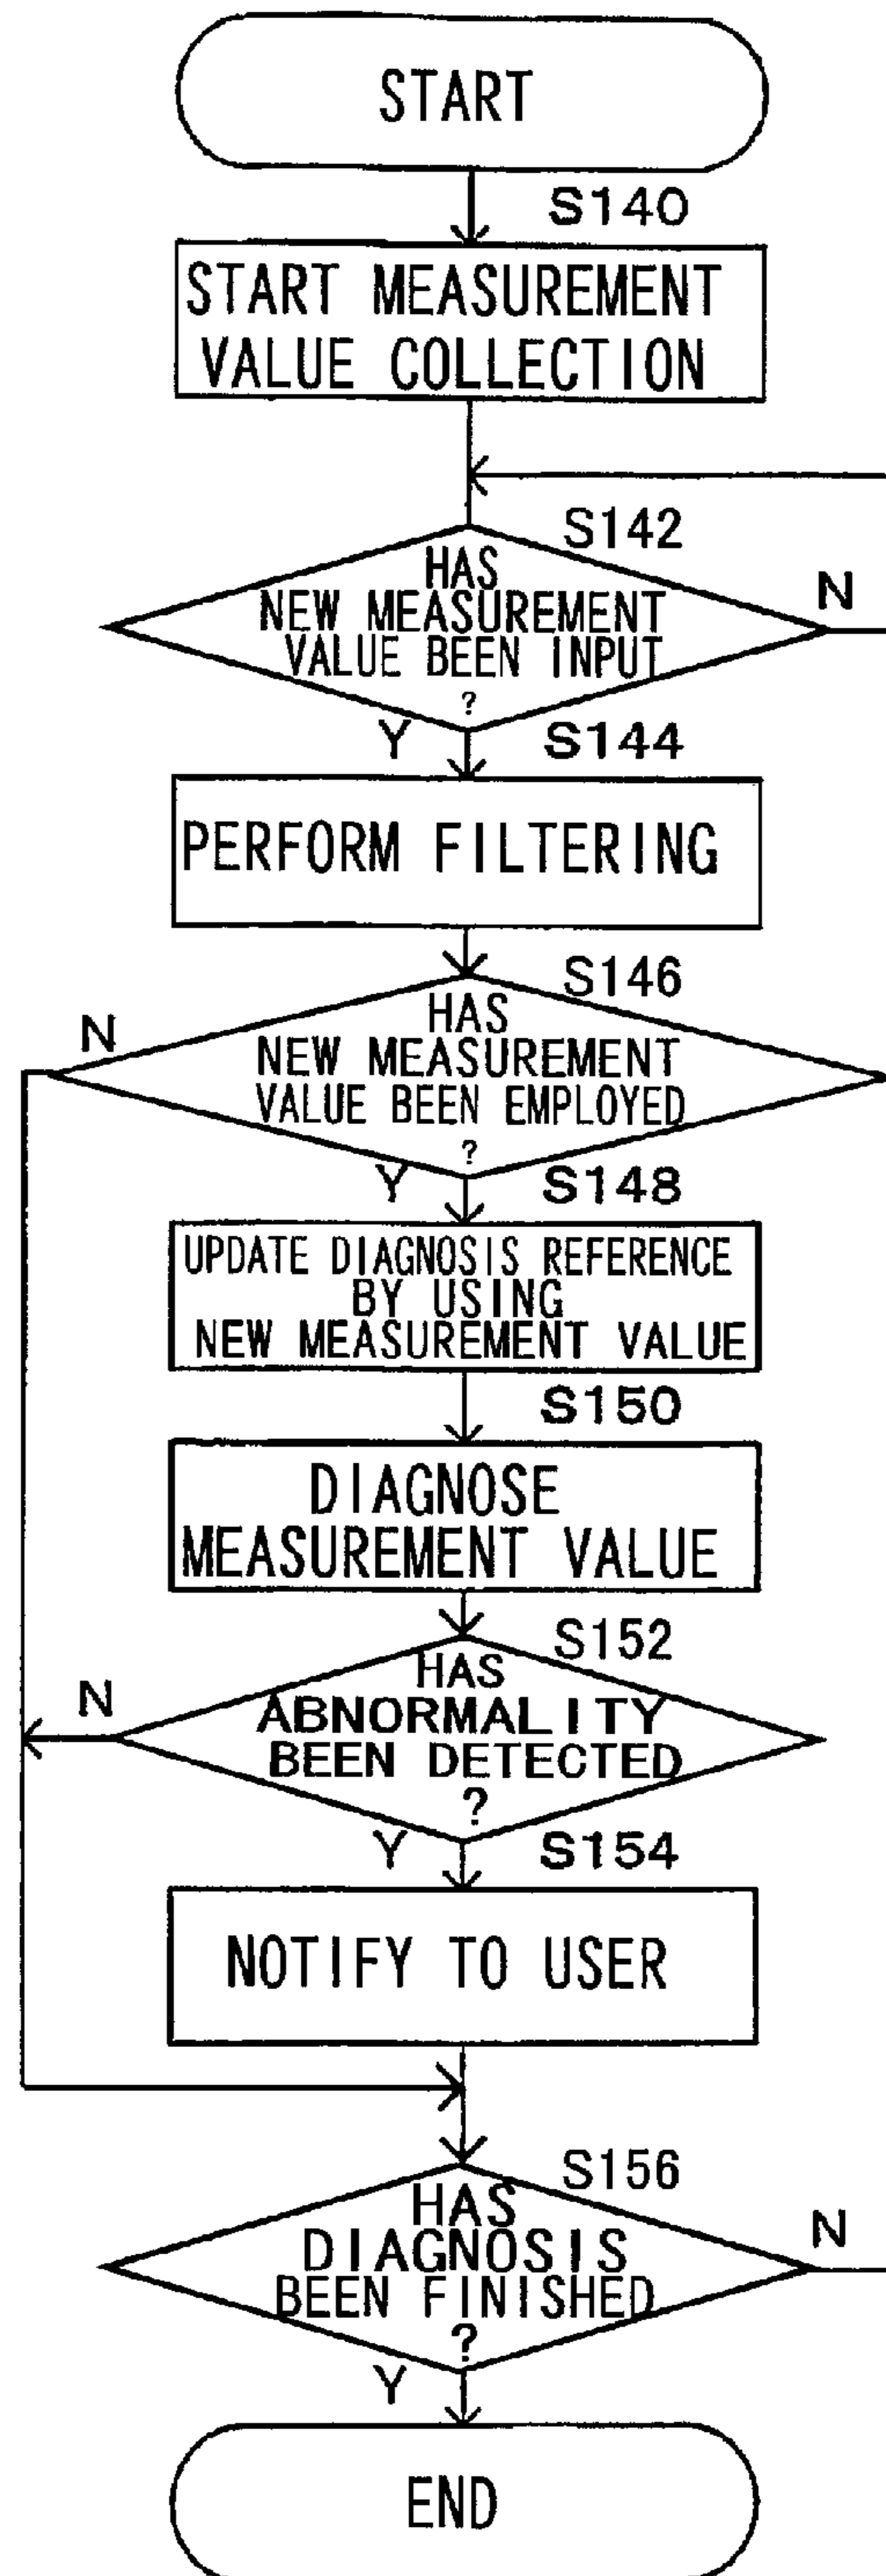 START
S140
START MEASUREMENT
VALUE COLLECTION
S142
HAS
NEW MEASUREMENT
VALUE BEEN INPUT
?
N
Y
S144
PERFORM FILTERING
S146
HAS
NEW MEASUREMENT
VALUE BEEN EMPLOYED
?
N
Y
S148
UPDATE DIAGNOSIS REFERENCE
BY USING
NEW MEASUREMENT VALUE
S150
DIAGNOSE
MEASUREMENT VALUE
S152
HAS
ABNORMALITY
BEEN DETECTED
?
N
Y
S154
NOTIFY TO USER
S156
HAS
DIAGNOSIS
BEEN FINISHED
?
N
Y
END